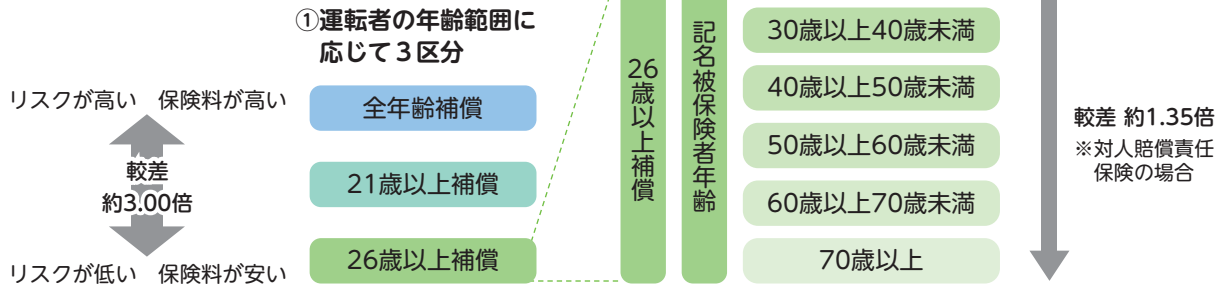 ①運転者の年齢範囲に
応じて3区分
リスクが高い 保険料が高い
較差
約3.00倍
リスクが低い 保険料が安い
全年齢補償
21歳以上補償
26歳以上補償
26歳以上補償
記名被保険者年齢
30歳以上40歳未満
40歳以上50歳未満
50歳以上60歳未満
60歳以上70歳未満
70歳以上
較差 約1.35倍
※対人賠償責任
保険の場合